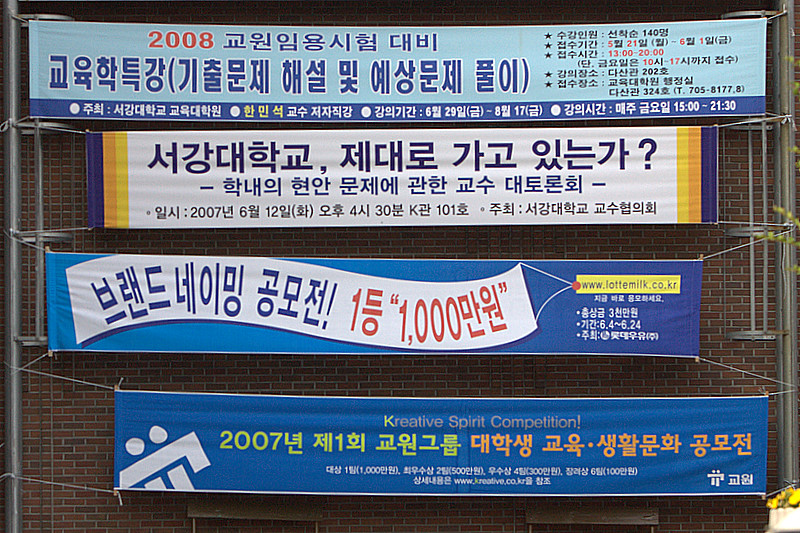 2008 교원임용시험 대비
교육학특강(기출문제 해설 및 예상문제 풀이)
★ 수강인원 : 선착순 140명
★ 접수기간 : 5월 21일 (월) ~ 6월 1일(금)
★ 접수시간 : 13:00~20:00
(단, 금요일은 10시~17시까지 접수)
★ 강의장소 : 다산관 202호
★ 접수장소 : 교육대학원 행정실
다산관 324호 (T. 705-8177,8)
● 주최 : 서강대학교 교육대학원 ● 한민석 교수 저자직강 ● 강의기간 : 6월 29일(금) ~ 8월 17(금) ● 강의시간 : 매주 금요일 15:00 ~ 21:30
서강대학교, 제대로 가고 있는가?
- 학내의 현안 문제에 관한 교수 대토론회 -
◦ 일시 : 2007년 6월 12일(화) 오후 4시 30분 K관 101호 ◦ 주최 : 서강대학교 교수협의회
브랜드 네이밍 공모전! 1등 "1,000만원"
www.lottemilk.co.kr
지금 바로 응모하세요.
•총상금 3천만원
•기간:6.4~6.24
•주최:롯데우유(주)
Kreative Spirit Competition!
2007년 제1회 교원그룹 대학생 교육·생활문화 공모전
대상 1팀(1,000만원), 최우수상 2팀(500만원), 우수상 4팀(300만원), 장려상 6팀(100만원)
상세내용은 www.kreative.co.kr을 참조
교원